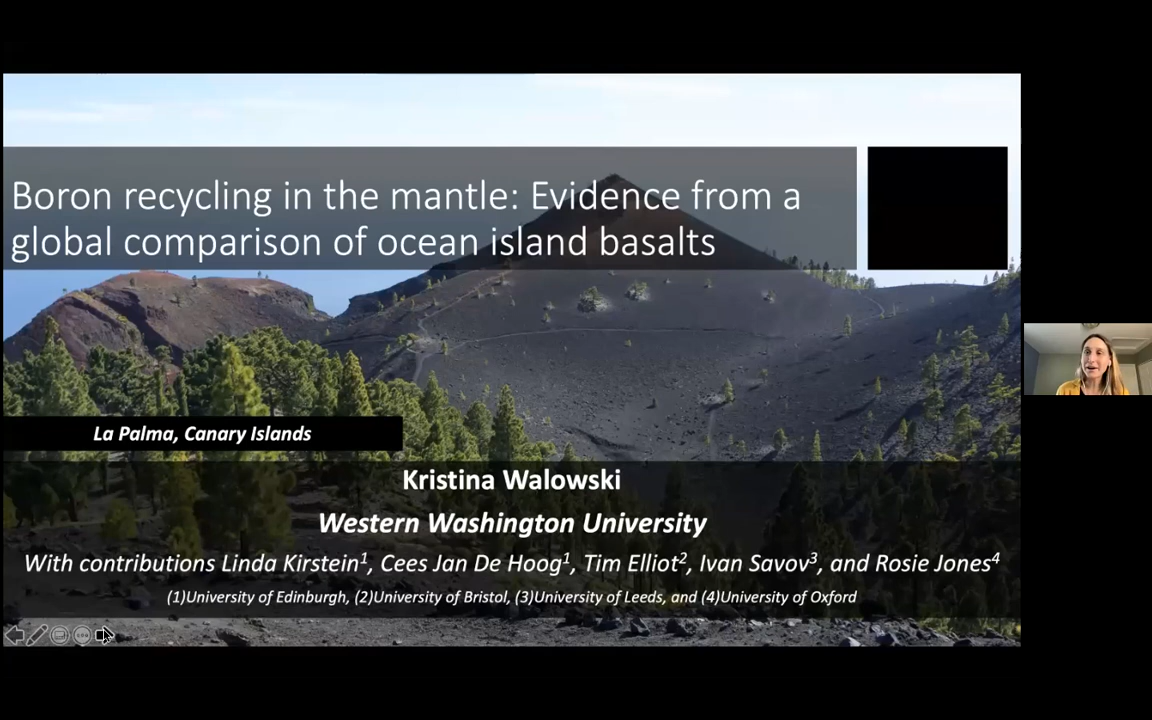 Boron recycling in the mantle: Evidence from a
global comparison of ocean island basalts
La Palma, Canary Islands
Kristina Walowski
Western Washington University
With contributions Linda Kirstein¹, Cees Jan De Hoog¹, Tim Elliot², Ivan Savov³, and Rosie Jones⁴
(1)University of Edinburgh, (2)University of Bristol, (3)University of Leeds, and (4)University of Oxford